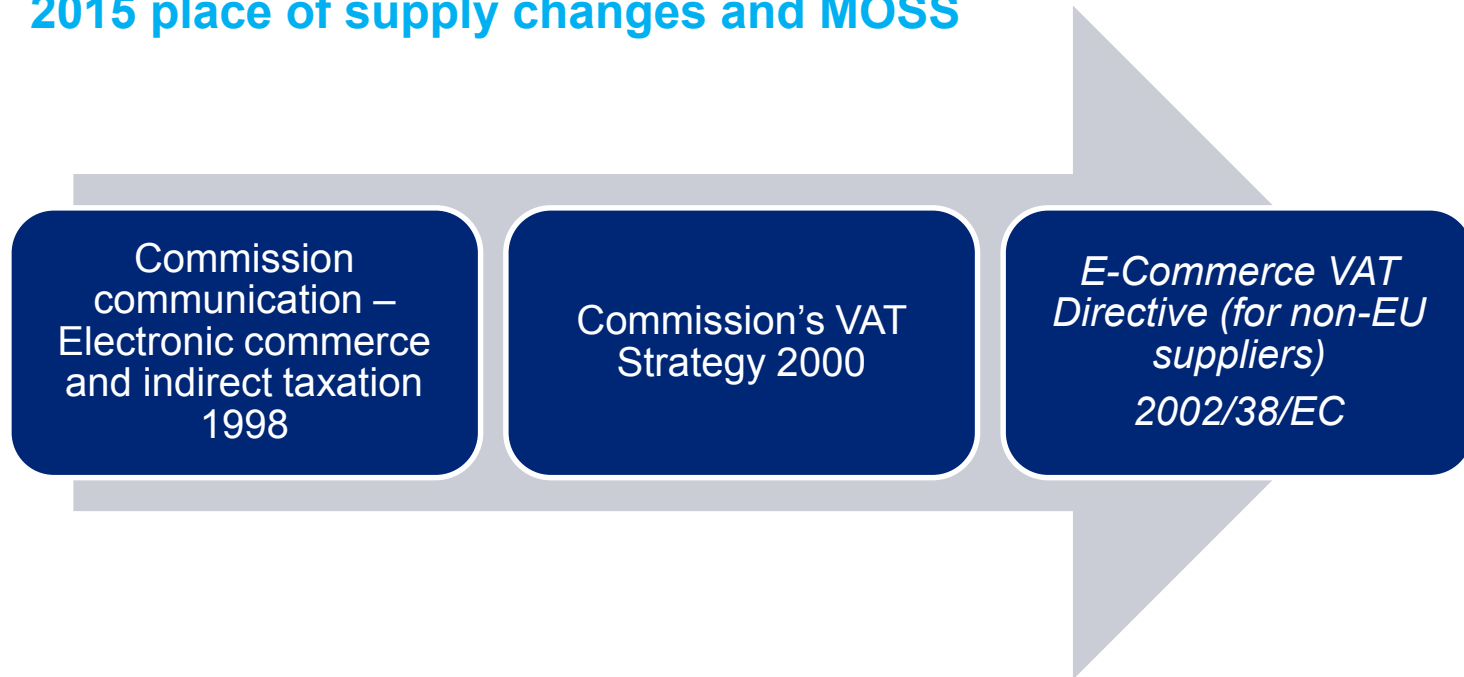 2015 place of supply changes and MOSS
Commission
communication –
Electronic commerce
and indirect taxation
1998
Commission’s VAT
Strategy 2000
E-Commerce VAT
Directive (for non-EU
suppliers)
2002/38/EC